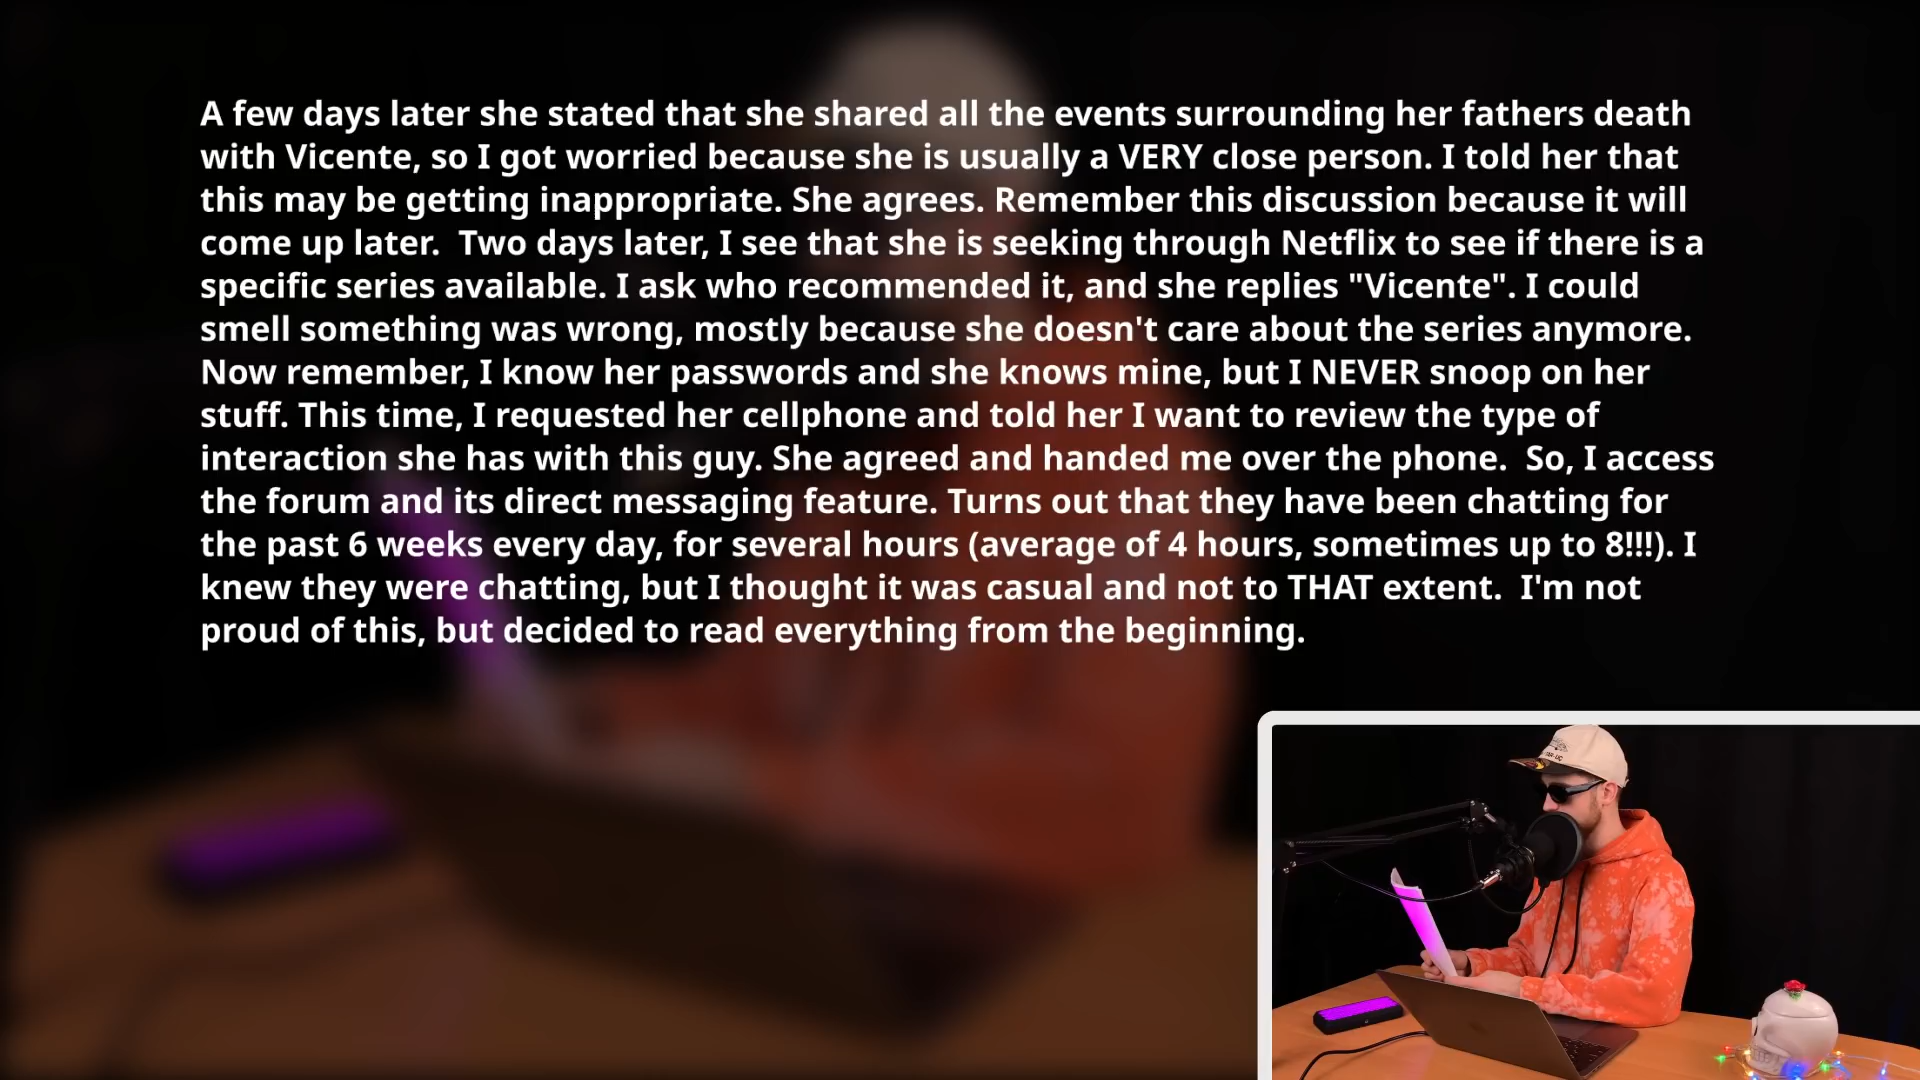 A few days later she stated that she shared all the events surrounding her fathers death
with Vicente, so I got worried because she is usually a VERY close person. I told her that
this may be getting inappropriate. She agrees. Remember this discussion because it will
come up later.  Two days later, I see that she is seeking through Netflix to see if there is a
specific series available. I ask who recommended it, and she replies "Vicente". I could
smell something was wrong, mostly because she doesn't care about the series anymore.
Now remember, I know her passwords and she knows mine, but I NEVER snoop on her
stuff. This time, I requested her cellphone and told her I want to review the type of
interaction she has with this guy. She agreed and handed me over the phone.  So, I access
the forum and its direct messaging feature. Turns out that they have been chatting for
the past 6 weeks every day, for several hours (average of 4 hours, sometimes up to 8!!!). I
knew they were chatting, but I thought it was casual and not to THAT extent.  I'm not
proud of this, but decided to read everything from the beginning.